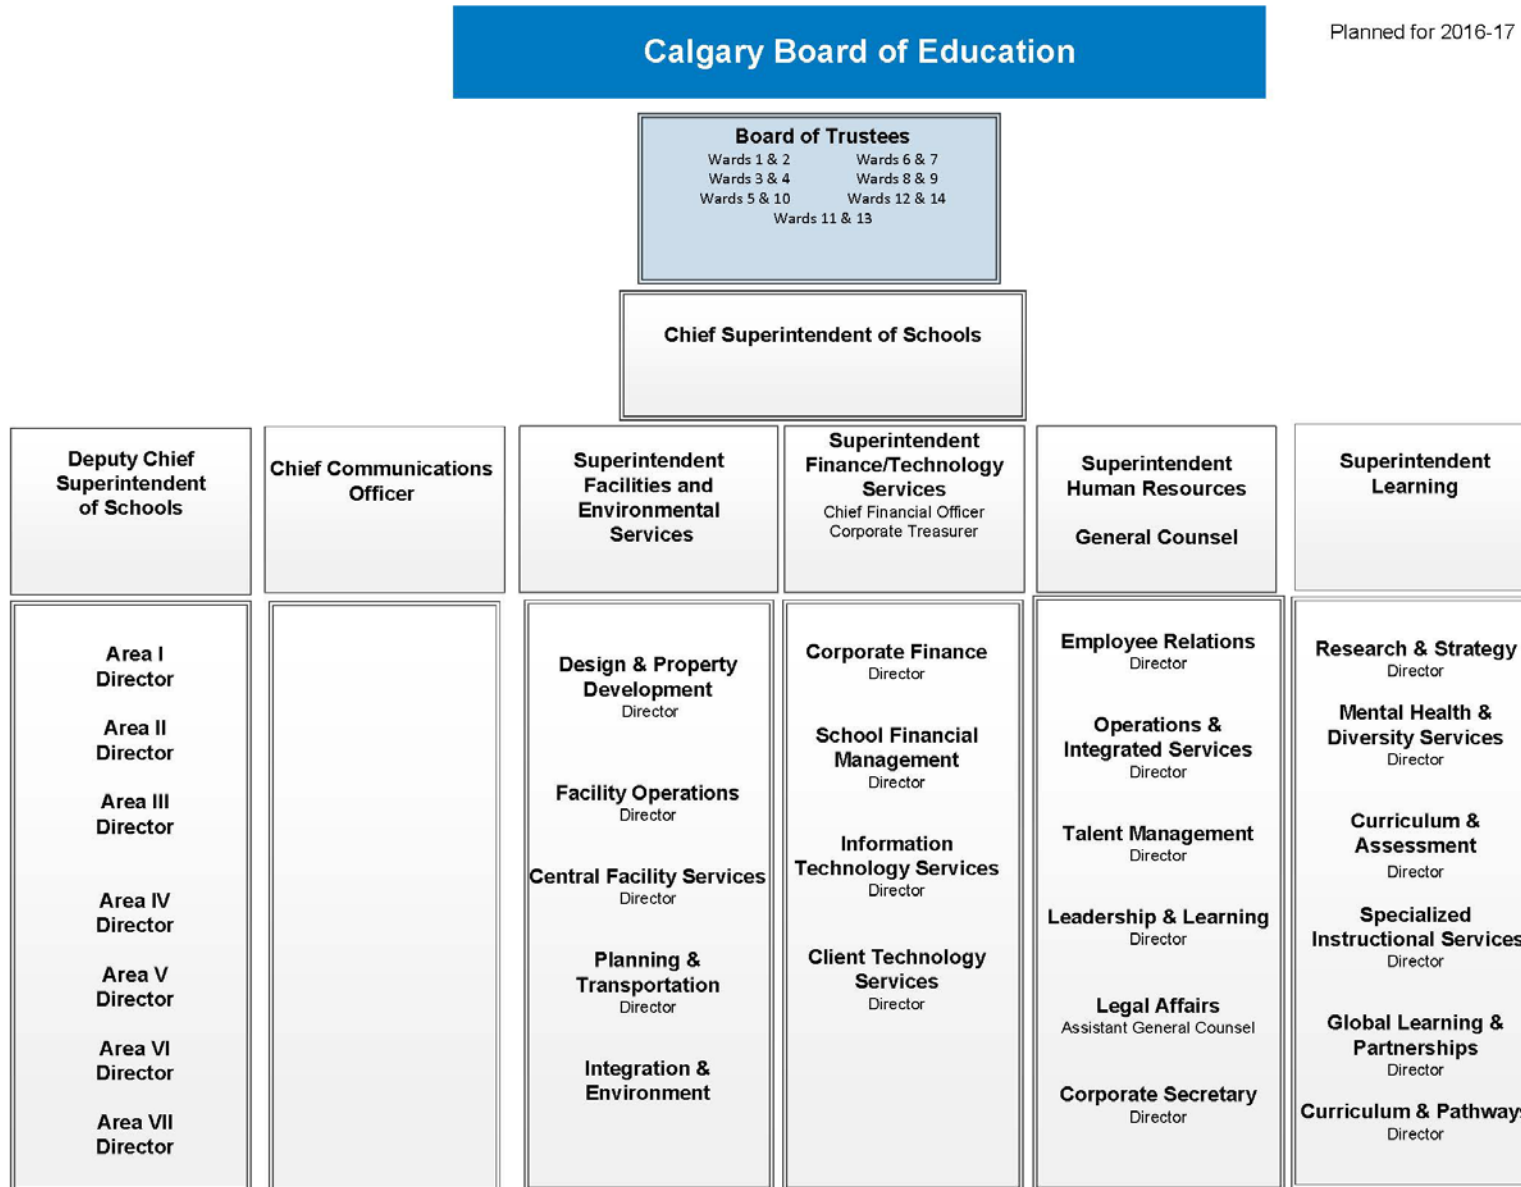 Calgary Board of Education
Planned for 2016-17
Board of Trustees
Wards 1 & 2
Wards 6 & 7
Wards 3 & 4
Wards 8 & 9
Wards 5 & 10
Wards 12 & 14
Wards 11 & 13
Chief Superintendent of Schools
Deputy Chief
Superintendent
of Schools
Chief Communications
Officer
Superintendent
Facilities and
Environmental
Services
Superintendent
Finance/Technology
Services
Chief Financial Officer
Corporate Treasurer
Superintendent
Human Resources
General Counsel
Superintendent
Learning
Area I
Director
Area II
Director
Area III
Director
Area IV
Director
Area V
Director
Area VI
Director
Area VII
Director
Design & Property
Development
Director
Facility Operations
Director
Central Facility Services
Director
Planning &
Transportation
Director
Integration &
Environment
Corporate Finance
Director
School Financial
Management
Director
Information
Technology Services
Director
Client Technology
Services
Director
Employee Relations
Director
Operations &
Integrated Services
Director
Talent Management
Director
Leadership & Learning
Director
Legal Affairs
Assistant General Counsel
Corporate Secretary
Director
Research & Strategy
Director
Mental Health &
Diversity Services
Director
Curriculum &
Assessment
Director
Specialized
Instructional Services
Director
Global Learning &
Partnerships
Director
Curriculum & Pathways
Director